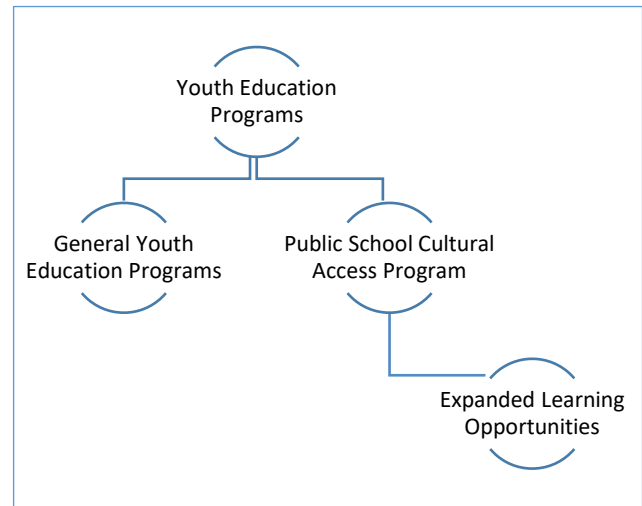 Youth Education
Programs
General Youth
Education Programs
Public School Cultural
Access Program
Expanded Learning
Opportunities